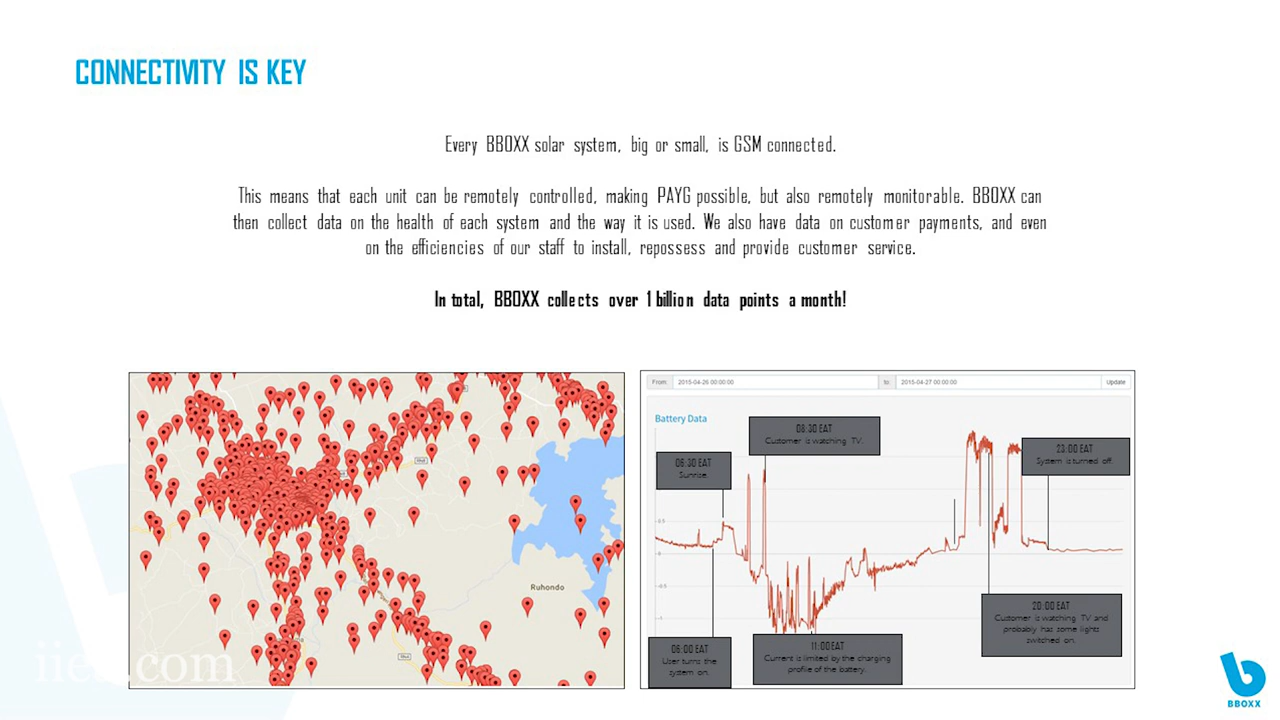 CONNECTIVITY IS KEY
Every BBOXX solar system, big or small, is GSM connected.
This means that each unit can be remotely controlled, making PAYG possible, but also remotely monitorable. BBOXX can
then collect data on the health of each system and the way it is used. We also have data on customer payments, and even
on the efficiencies of our staff to install, repossess and provide customer service.
In total, BBOXX collects over 1 billion data points a month!
Ruhondo
From:
2015-04-26 00:00:00
to
2015-04-27 00:00:00
Update
Battery Data
08:30 EAT
Customer is watching TV.
06:30 EAT
Sunrise.
23:00 EAT
System is turned off.
0.5
0
-0.5
-1
20:00 EAT
Customer is watching TV and
probably has some lights
switched on.
06:00 EAT
User turns the
system on.
11:00 EAT
Current is limited by the charging
profile of the battery.
.com
BBOXX